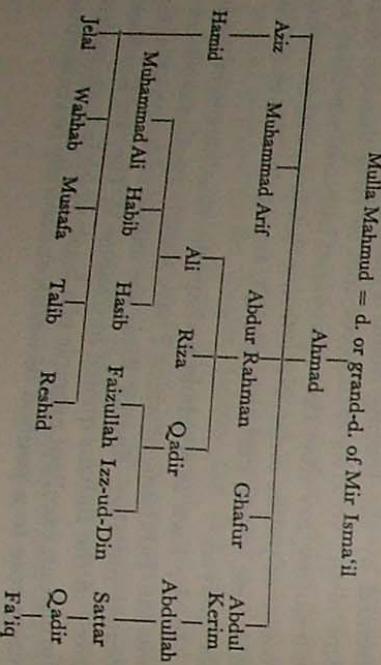 Mulla Mahmud = d. or grand-d. of Mir Isma‘il
Ahmad
Aziz Muhammad Arif Abdur Rahman Ghafur Abdul Kerim
Hamid Ali Riza Qadir Abdullah
Muhammad Ali Habib Hasib Faizullah Izz-ud-Din Sattar
Jelal Wahhab Mustafa Talib Reshid Qadir
Fa’iq